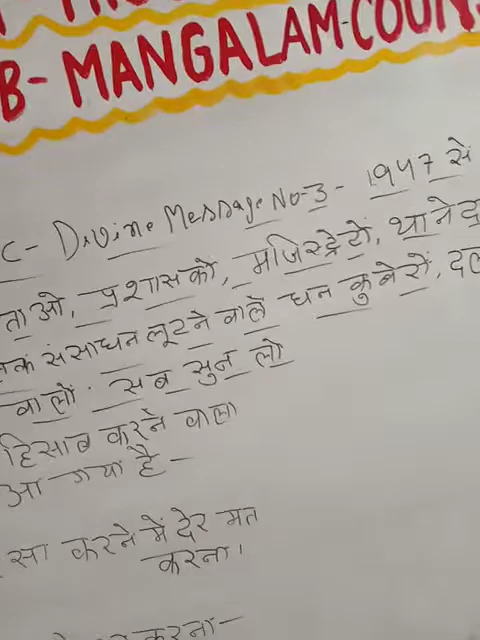 B- MANGALAM-COUN
C- Divine Message No-3- 1947 से
ताओ, प्रशासको, मजिस्ट्रेटों, थानेद्
संसाधन लूटने वाले धन कुबेरों, दल
वालों. सब सुन लो
हिसाब करने वाला
आ गया है -
सा करने में देर मत
करना।
करना-